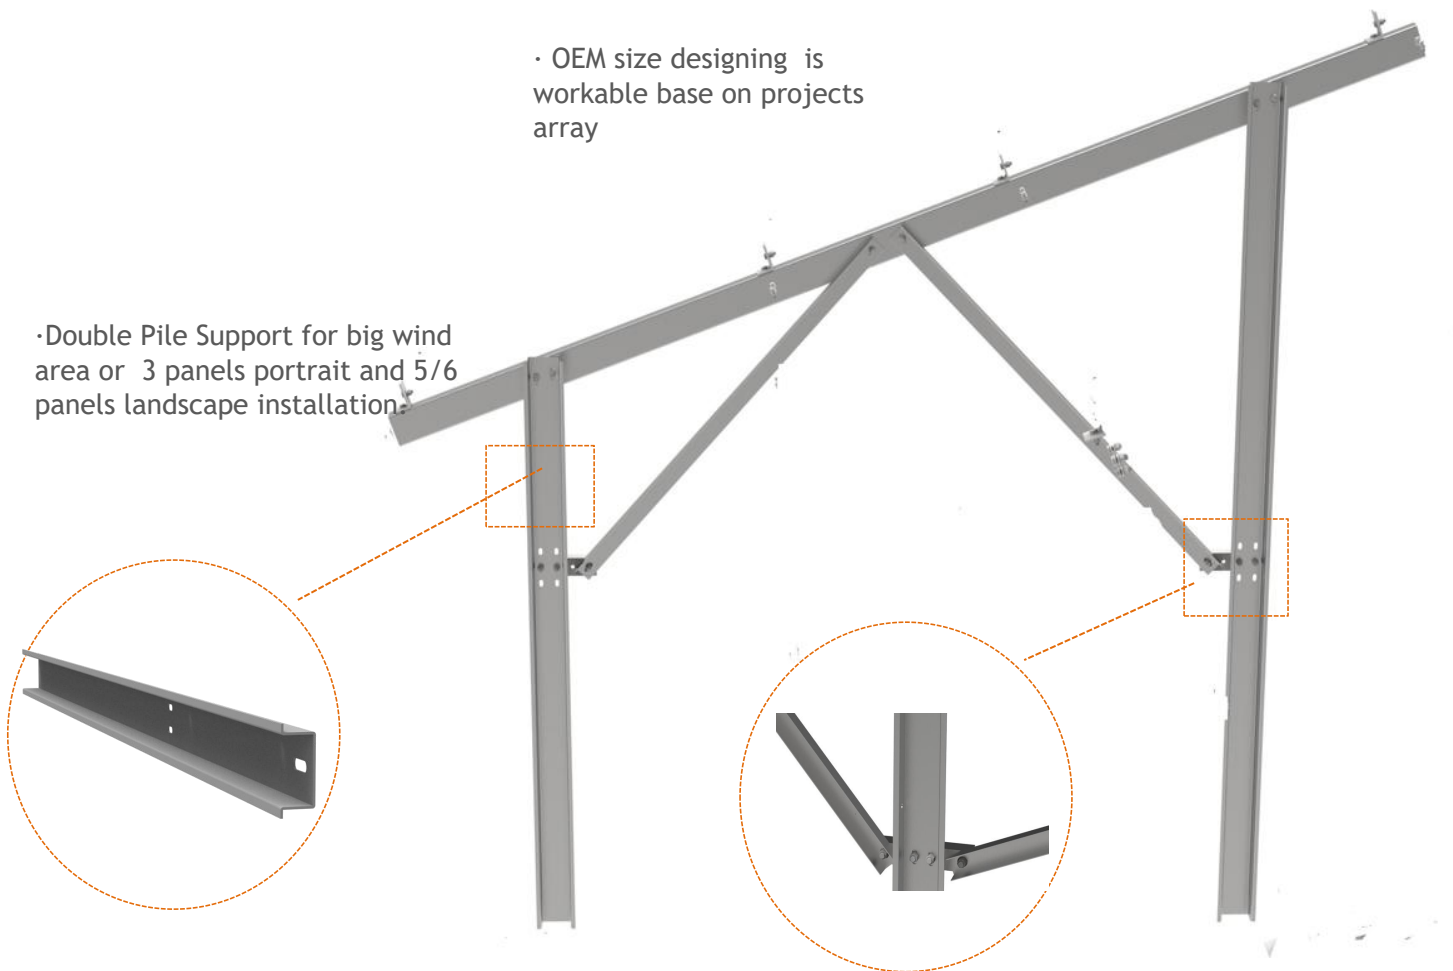 · OEM size designing is
workable base on projects
array
·Double Pile Support for big wind
area or 3 panels portrait and 5/6
panels landscape installation.